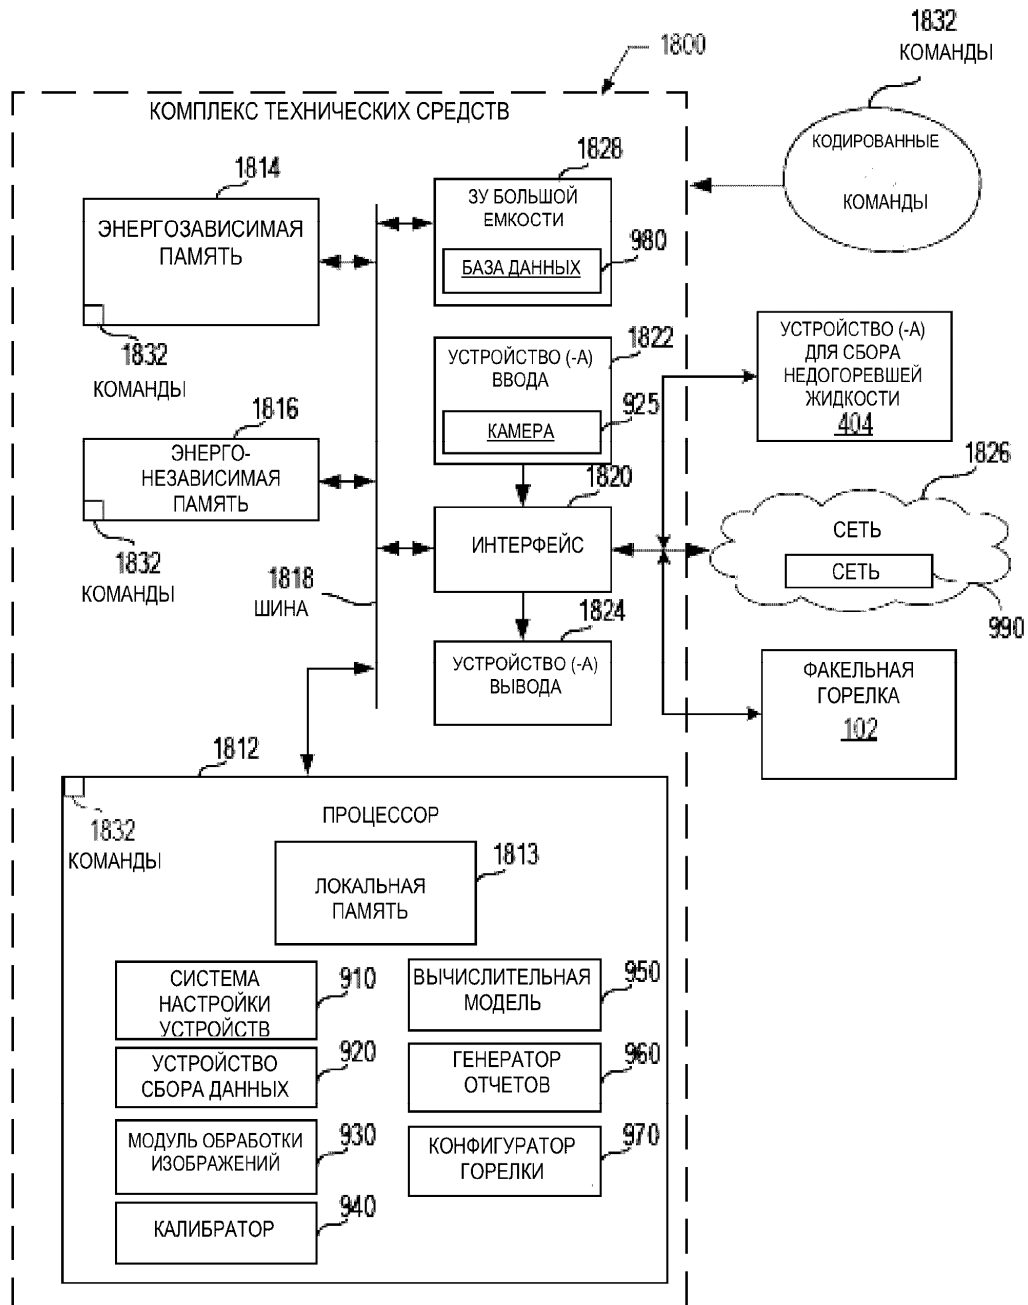 1832
КОМАНДЫ
1800
КОМПЛЕКС ТЕХНИЧЕСКИХ СРЕДСТВ
КОДИРОВАННЫЕ
КОМАНДЫ
1814
ЭНЕРГОЗАВИСИМАЯ
ПАМЯТЬ
1832
КОМАНДЫ
1828
ЗУ БОЛЬШОЙ
ЕМКОСТИ
980
БАЗА ДАННЫХ
1822
УСТРОЙСТВО (-А)
ВВОДА
925
КАМЕРА
УСТРОЙСТВО (-А)
ДЛЯ СБОРА
НЕДОГОРЕВШЕЙ
ЖИДКОСТИ
404
1816
ЭНЕРГО-
НЕЗАВИСИМАЯ
ПАМЯТЬ
1832
КОМАНДЫ
1820
ИНТЕРФЕЙС
1826
СЕТЬ
СЕТЬ
990
1818
ШИНА
1824
УСТРОЙСТВО (-А)
ВЫВОДА
ФАКЕЛЬНАЯ
ГОРЕЛКА
102
1812
1832
КОМАНДЫ
ПРОЦЕССОР
1813
ЛОКАЛЬНАЯ
ПАМЯТЬ
СИСТЕМА
НАСТРОЙКИ
УСТРОЙСТВ
910
УСТРОЙСТВО
СБОРА ДАННЫХ
920
МОДУЛЬ ОБРАБОТКИ
ИЗОБРАЖЕНИЙ
930
КАЛИБРАТОР
940
ВЫЧИСЛИТЕЛЬНАЯ
МОДЕЛЬ
950
ГЕНЕРАТОР
ОТЧЕТОВ
960
КОНФИГУРАТОР
ГОРЕЛКИ
970